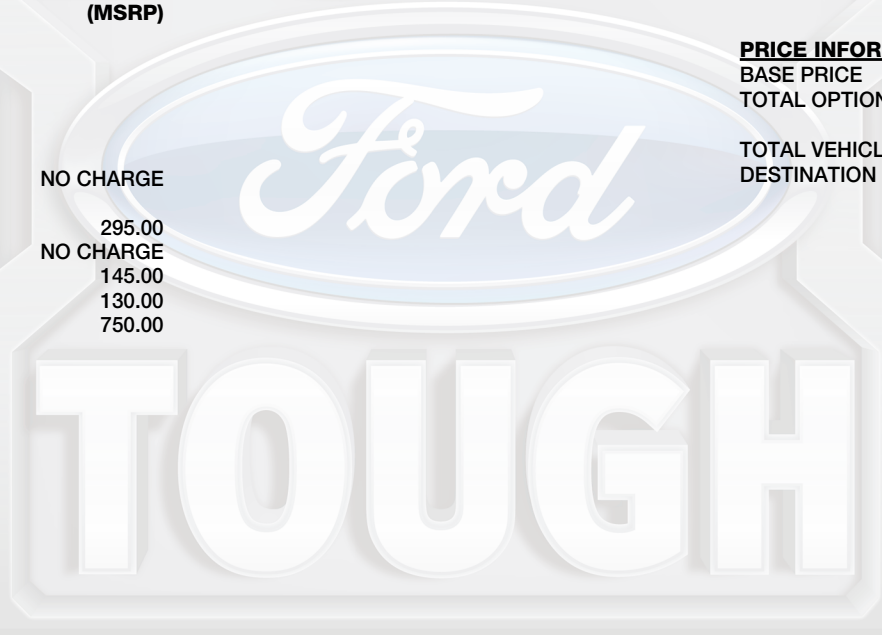 (MSRP)
NO CHARGE
295.00
NO CHARGE
145.00
130.00
750.00
PRICE INFOR
BASE PRICE
TOTAL OPTION
TOTAL VEHICL
DESTINATION
Ford
TOUGH